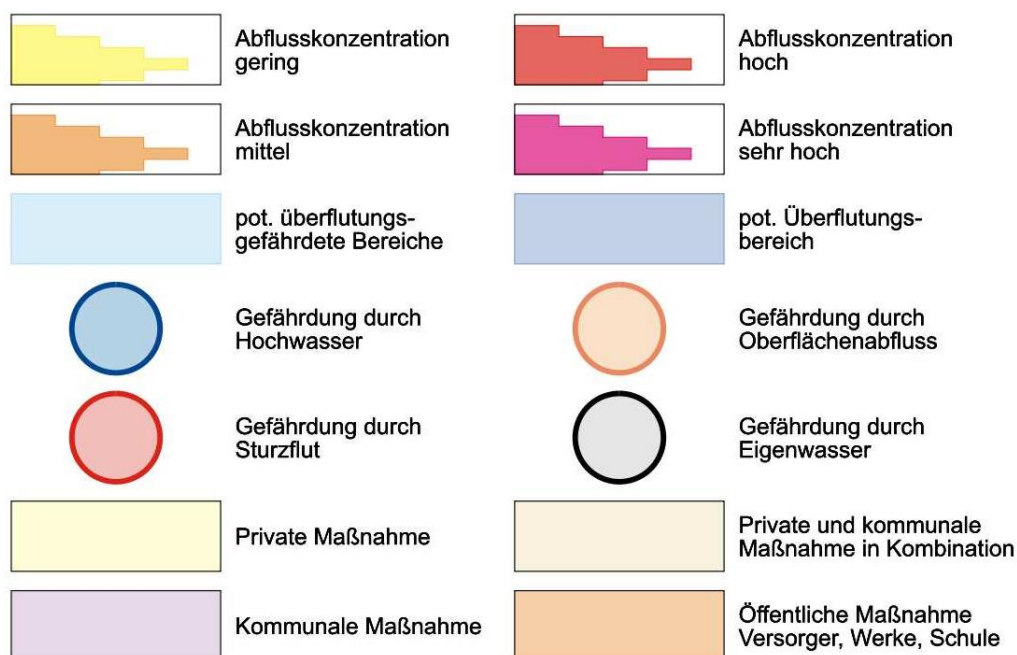 Abflusskonzentration
gering
Abflusskonzentration
hoch
Abflusskonzentration
mittel
Abflusskonzentration
sehr hoch
pot. überflutungs-
gefährdete Bereiche
pot. Überflutungs-
bereich
Gefährdung durch
Hochwasser
Gefährdung durch
Oberflächenabfluss
Gefährdung durch
Sturzflut
Gefährdung durch
Eigenwasser
Private Maßnahme
Private und kommunale
Maßnahme in Kombination
Kommunale Maßnahme
Öffentliche Maßnahme
Versorger, Werke, Schule